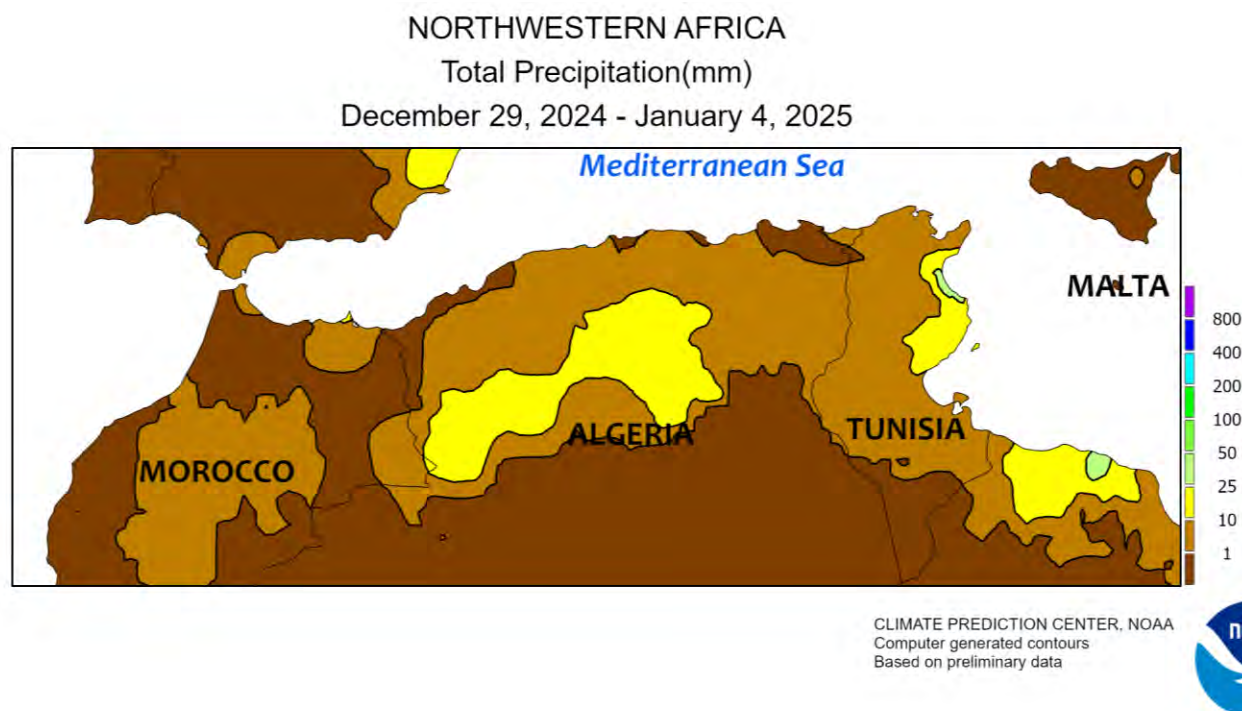 NORTHWESTERN AFRICA
Total Precipitation(mm)
December 29, 2024 - January 4, 2025
Mediterranean Sea
MALTA
800
400
200
100
50
25
10
1
ALGERIA
TUNISIA
MOROCCO
CLIMATE PREDICTION CENTER, NOAA
Computer generated contours
Based on preliminary data